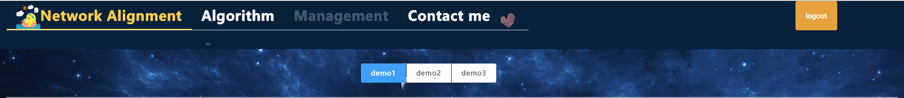 Network Alignment Algorithm Management Contact me logout
demo1 demo2 demo3